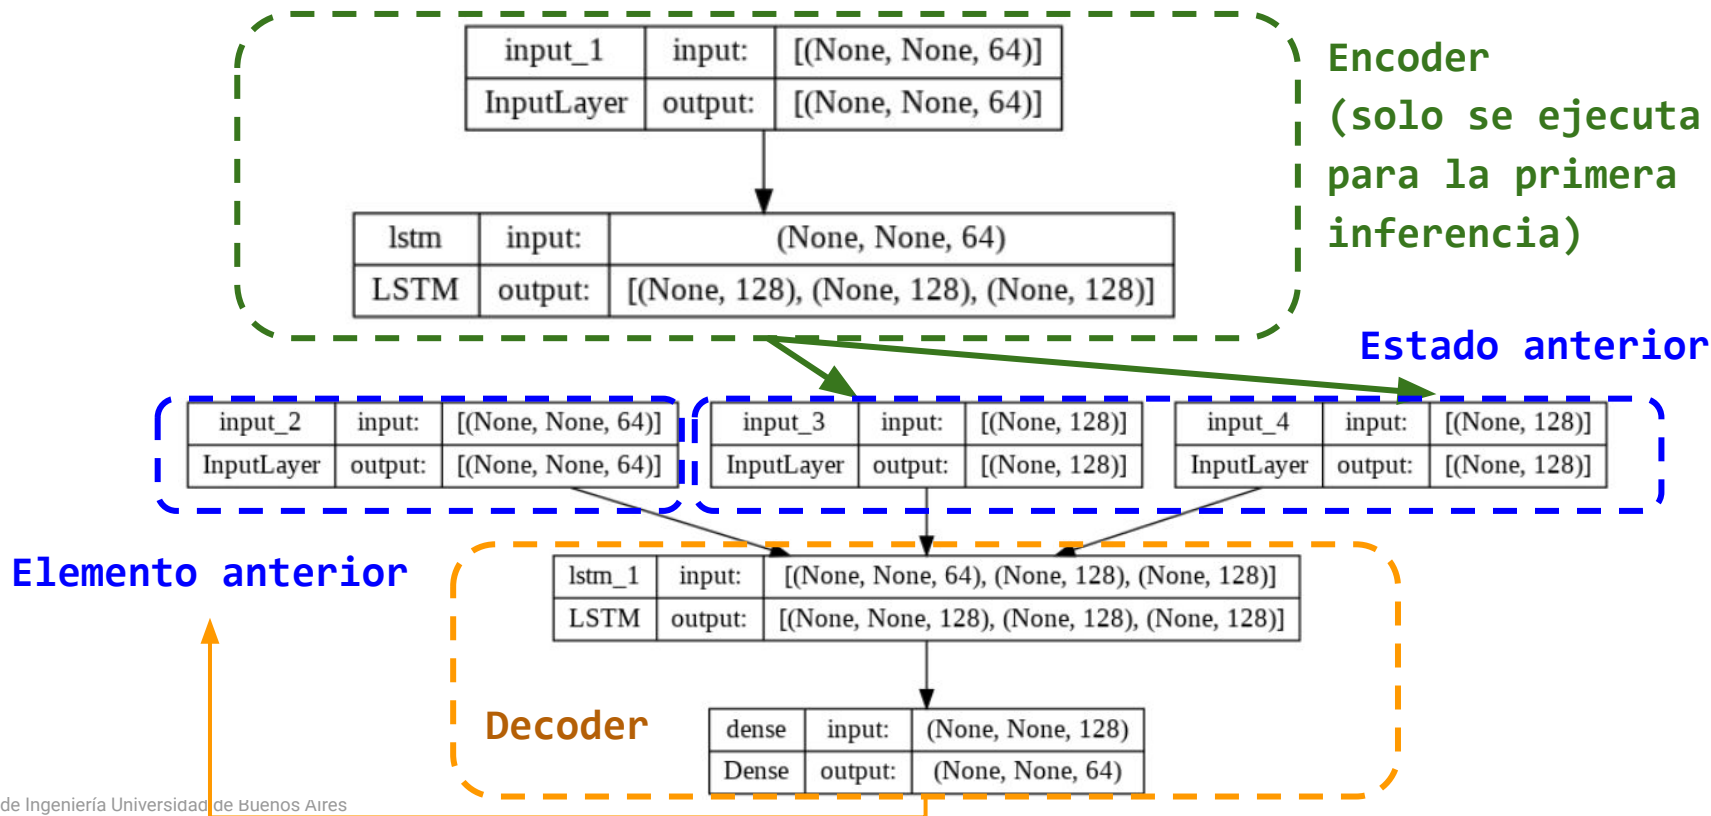 input_1 input: [(None, None, 64)]
InputLayer output: [(None, None, 64)]
Encoder
(solo se ejecuta
para la primera
inferencia)
lstm input: (None, None, 64)
LSTM output: [(None, 128), (None, 128), (None, 128)]
Estado anterior
input_2 input: [(None, None, 64)]
InputLayer output: [(None, None, 64)]
input_3 input: [(None, 128)]
InputLayer output: [(None, 128)]
input_4 input: [(None, 128)]
InputLayer output: [(None, 128)]
Elemento anterior
lstm_1 input: [(None, None, 64), (None, 128), (None, 128)]
LSTM output: [(None, None, 128), (None, 128), (None, 128)]
Decoder
dense input: (None, None, 128)
Dense output: (None, None, 64)
de Ingeniería Universidad de Buenos Aires